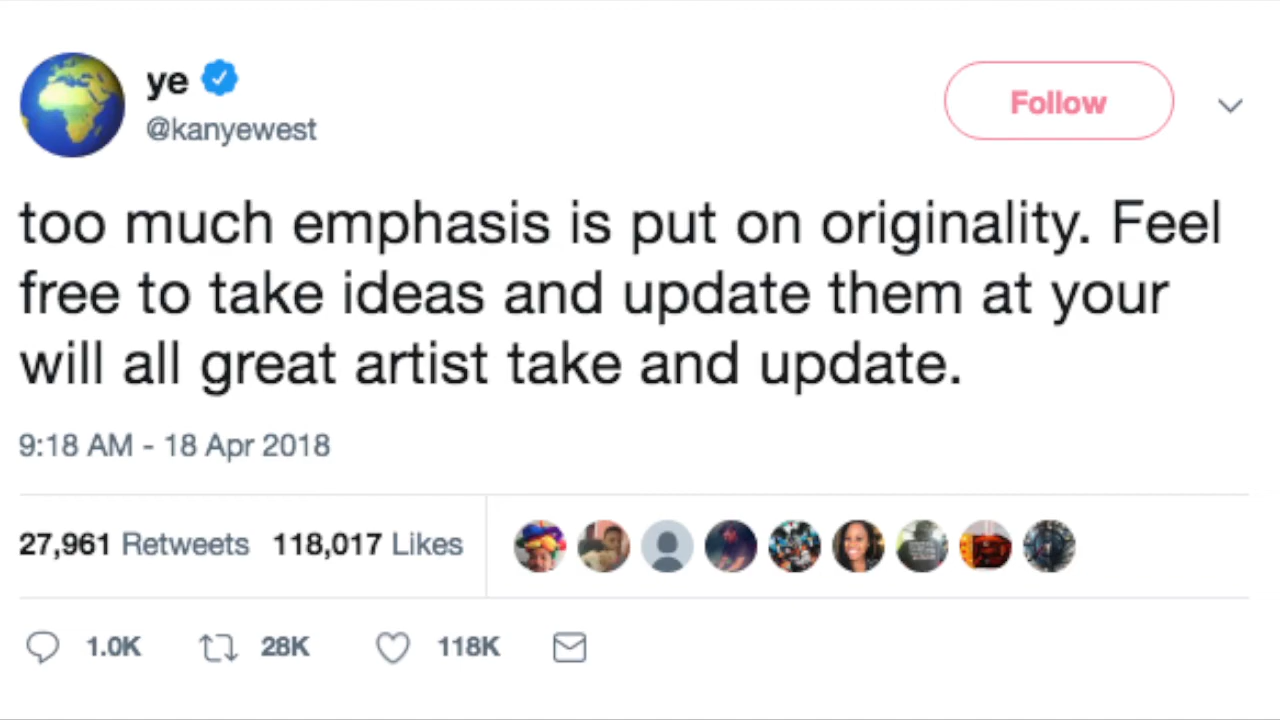 ye
@kanyewest
Follow
too much emphasis is put on originality. Feel
free to take ideas and update them at your
will all great artist take and update.
9:18 AM - 18 Apr 2018
27,961 Retweets 118,017 Likes
1.0K 28K 118K